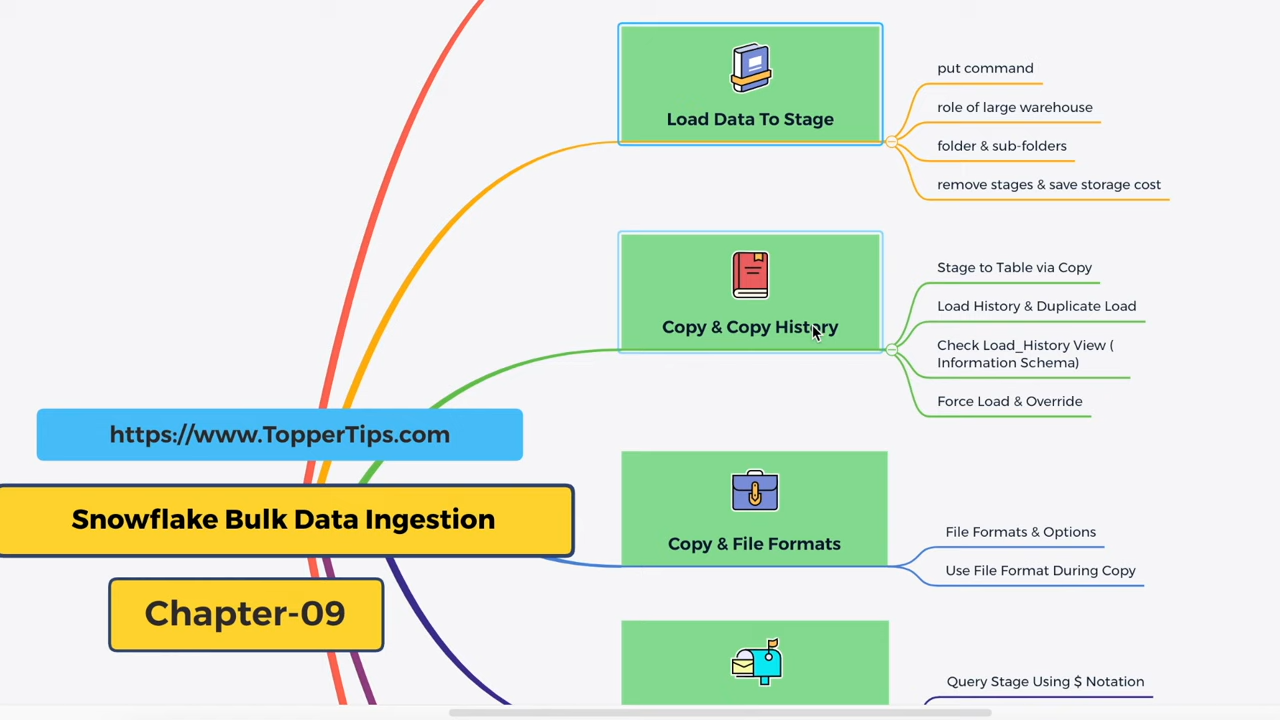 Load Data To Stage
put command
role of large warehouse
folder & sub-folders
remove stages & save storage cost
Copy & Copy History
Stage to Table via Copy
Load History & Duplicate Load
Check Load_History View (
Information Schema)
Force Load & Override
https://www.TopperTips.com
Snowflake Bulk Data Ingestion
Chapter-09
Copy & File Formats
File Formats & Options
Use File Format During Copy
Query Stage Using $ Notation